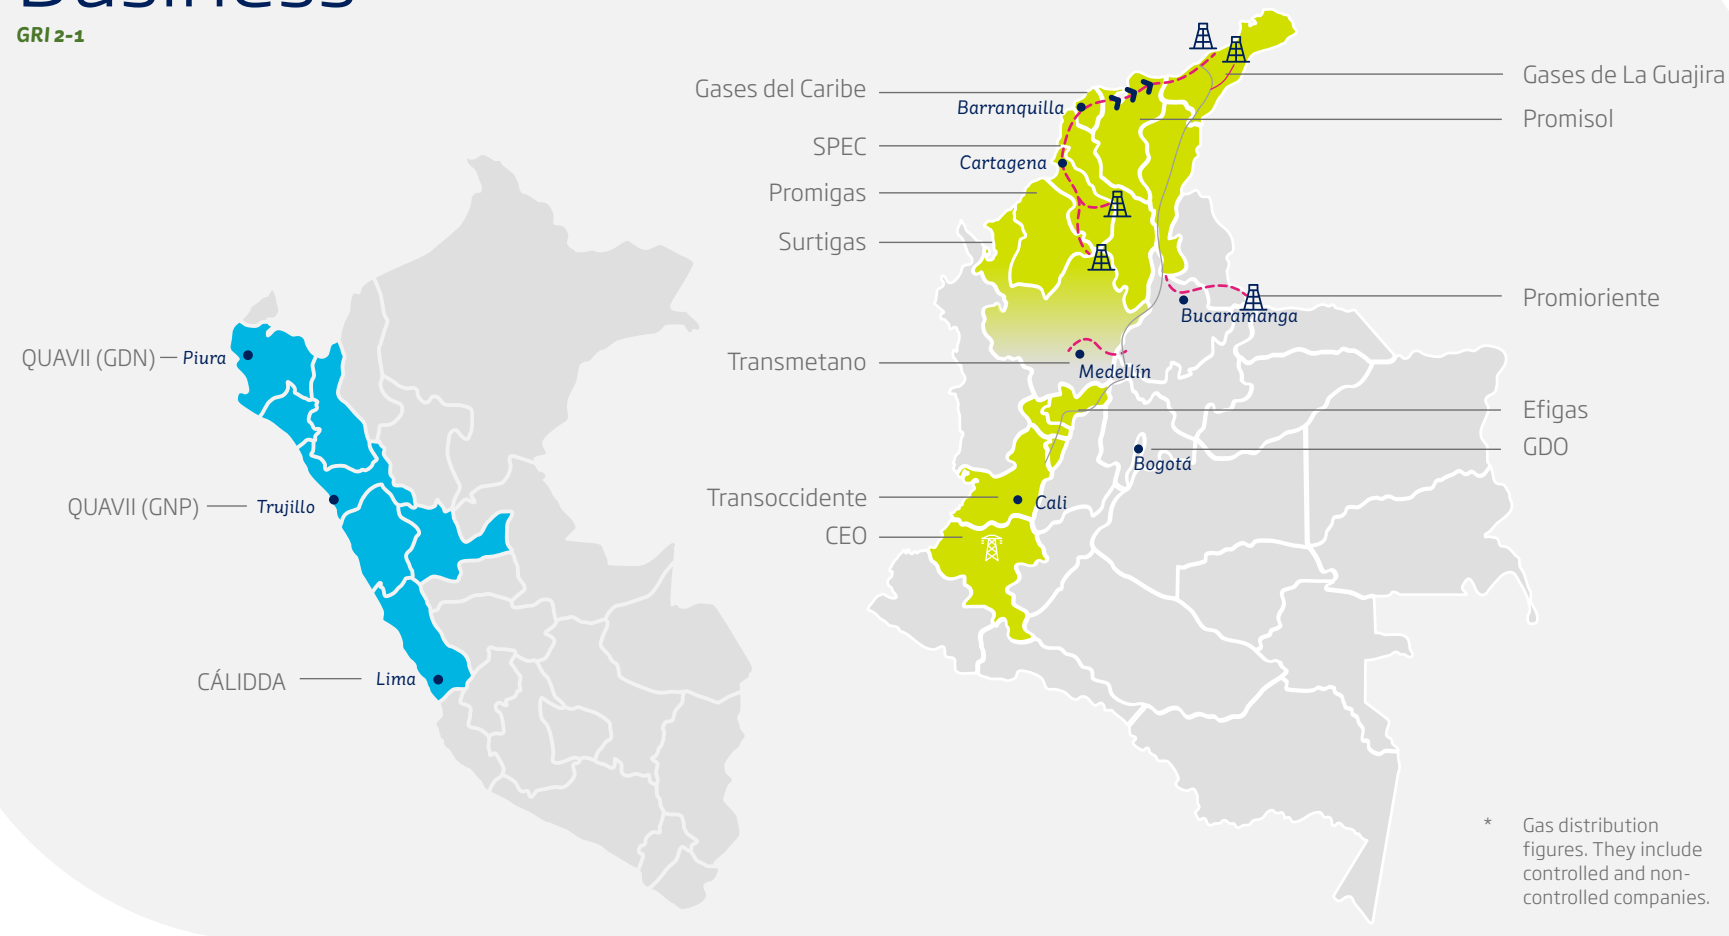 Business
GRI 2-1
QUAVII (GDN)
Piura
QUAVII (GNP)
Trujillo
CÁLIDDA
Lima
Gases del Caribe
Barranquilla
SPEC
Cartagena
Promigas
Surtigas
Transmetano
Medellín
Transoccidente
Cali
CEO
Gases de La Guajira
Promisol
Promioriente
Bucaramanga
Efigas
GDO
Bogotá
* Gas distribution
figures. They include
controlled and non-
controlled companies.